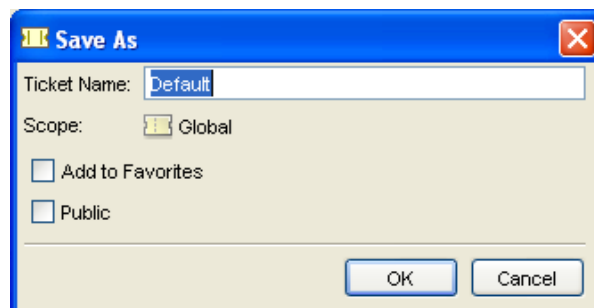 Save As
Ticket Name: Default
Scope: Global
Add to Favorites
Public
OK Cancel